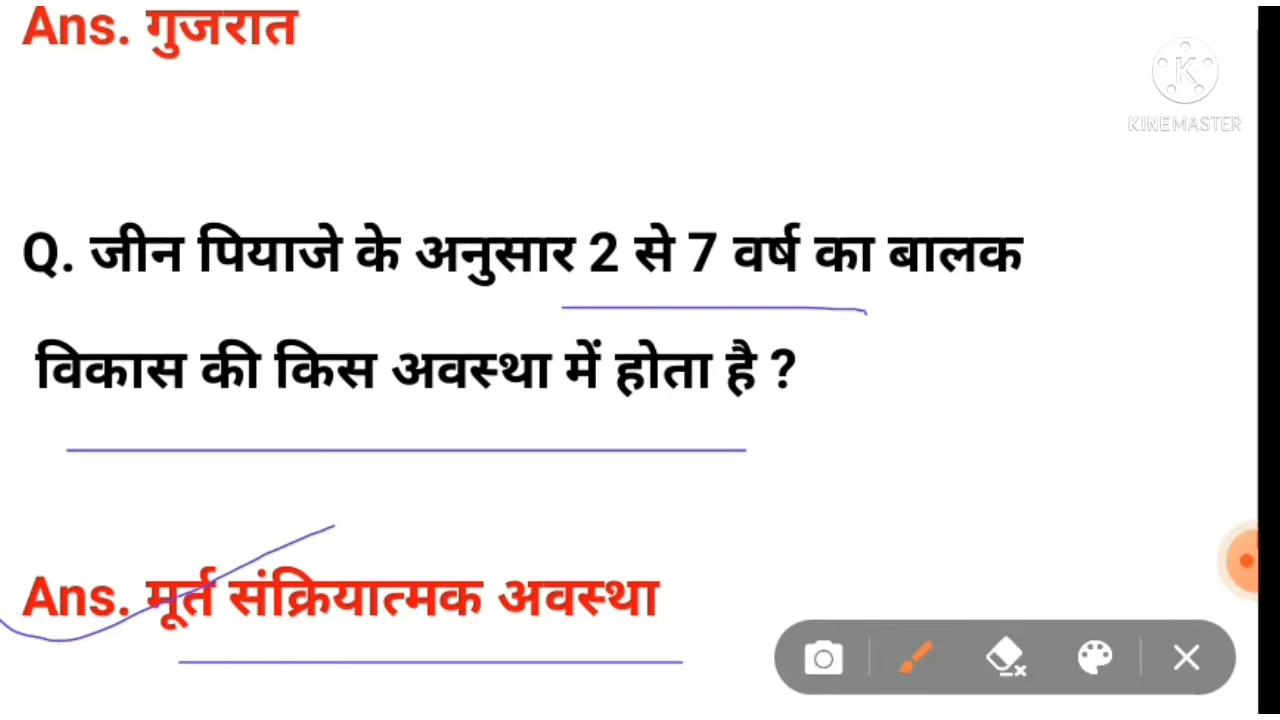 Ans. गुजरात
KINEMASTER
Q. जीन पियाजे के अनुसार 2 से 7 वर्ष का बालक
विकास की किस अवस्था में होता है ?
Ans. मूर्त संक्रियात्मक अवस्था